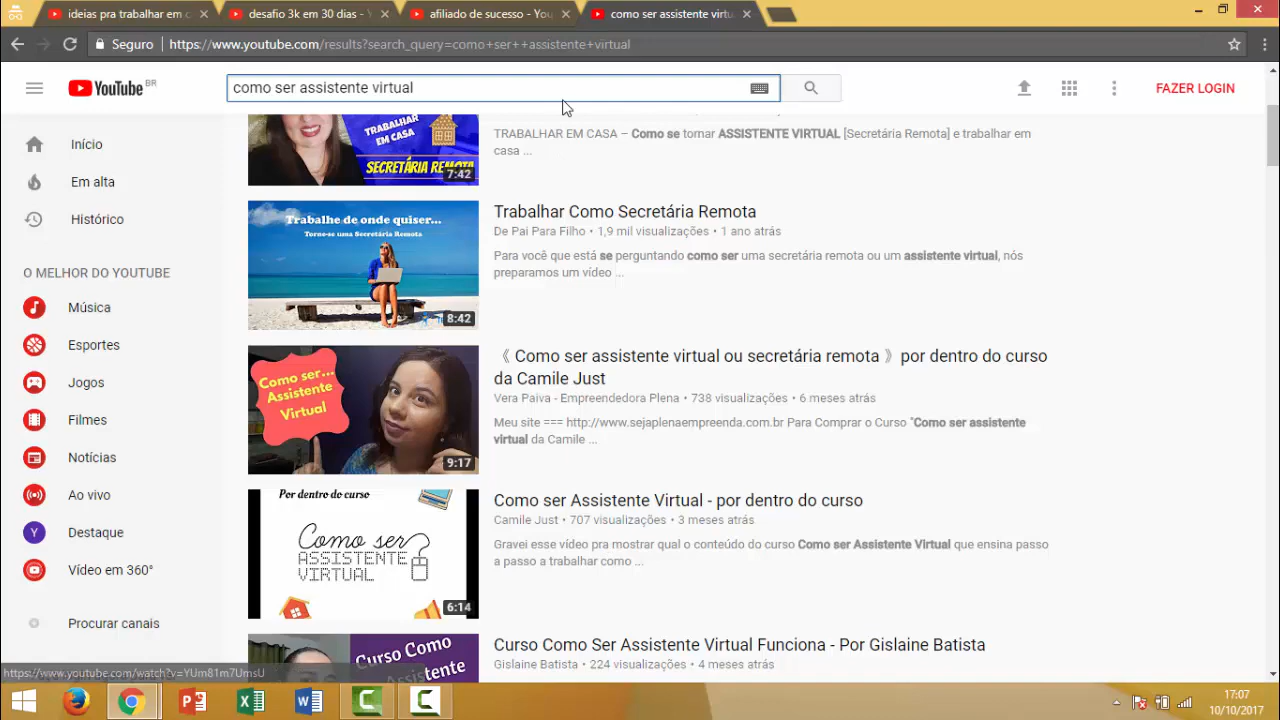 ideias pra trabalhar em c
desafio 3k em 30 dias - Y
afiliado de sucesso - You
como ser assistente virtu
Seguro
https://www.youtube.com/results?search_query=como+ser++assistente+virtual
YouTube BR
como ser assistente virtual
FAZER LOGIN
Início
Em alta
Histórico
O MELHOR DO YOUTUBE
Música
Esportes
Jogos
Filmes
Notícias
Ao vivo
Destaque
Vídeo em 360°
Procurar canais
TRABALHAR
EM CASA
SECRETÁRIA REMOTA
7:42
TRABALHAR EM CASA – Como se tornar ASSISTENTE VIRTUAL [Secretária Remota] e trabalhar em
casa ...
Trabalhe de onde quiser...
Torne-se uma Secretária Remota
8:42
Trabalhar Como Secretária Remota
De Pai Para Filho • 1,9 mil visualizações • 1 ano atrás
Para você que está se perguntando como ser uma secretária remota ou um assistente virtual, nós
preparamos um vídeo ...
Como ser...
Assistente
Virtual
9:17
《 Como ser assistente virtual ou secretária remota 》por dentro do curso
da Camile Just
Vera Paiva - Empreendedora Plena • 738 visualizações • 6 meses atrás
Meu site === http://www.sejaplenaempreenda.com.br Para Comprar o Curso "Como ser assistente
virtual da Camile ...
Por dentro do curso
Como ser
ASSISTENTE
VIRTUAL
6:14
Como ser Assistente Virtual - por dentro do curso
Camile Just • 707 visualizações • 3 meses atrás
Gravei esse vídeo pra mostrar qual o conteúdo do curso Como ser Assistente Virtual que ensina passo
a passo a trabalhar como ...
Curso Como
Assistente
Curso Como Ser Assistente Virtual Funciona - Por Gislaine Batista
Gislaine Batista • 224 visualizações • 4 meses atrás
https://www.youtube.com/watch?v=YUm81m7UmsU
17:07
10/10/2017